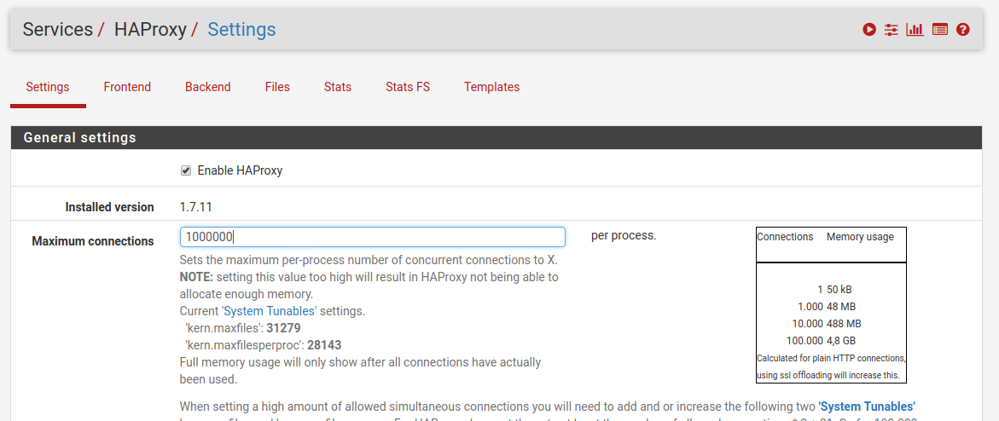 Services / HAProxy / Settings
Settings Frontend Backend Files Stats Stats FS Templates
General settings
Enable HAProxy
Installed version 1.7.11
Maximum connections 1000000 per process.
Sets the maximum per-process number of concurrent connections to X.
NOTE: setting this value too high will result in HAProxy not being able to
allocate enough memory.
Current 'System Tunables' settings.
'kern.maxfiles': 31279
'kern.maxfilesperproc': 28143
Full memory usage will only show after all connections have actually
been used.
Connections Memory usage
1 50 kB
1.000 48 MB
10.000 488 MB
100.000 4,8 GB
Calculated for plain HTTP connections,
using ssl offloading will increase this.
When setting a high amount of allowed simultaneous connections you will need to add and or increase the following two 'System Tunables'